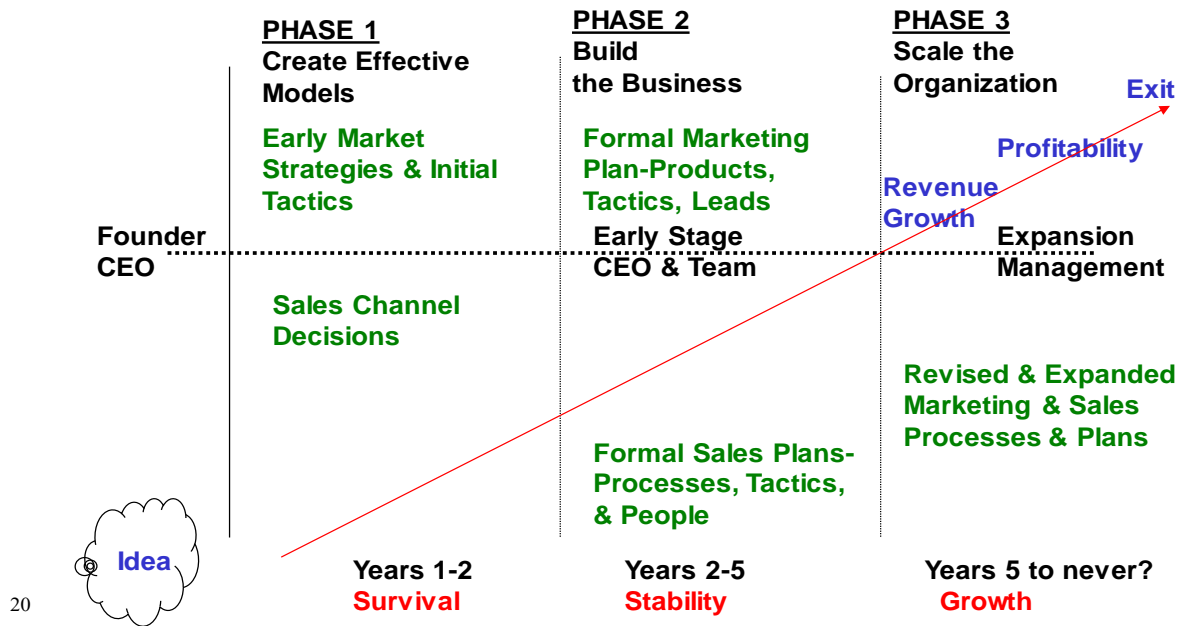 PHASE 1
Create Effective
Models
PHASE 2
Build
the Business
PHASE 3
Scale the
Organization
Exit
Early Market
Strategies & Initial
Tactics
Formal Marketing
Plan-Products,
Tactics, Leads
Profitability
Revenue
Growth
Founder
CEO
Early Stage
CEO & Team
Expansion
Management
Sales Channel
Decisions
Revised & Expanded
Marketing & Sales
Processes & Plans
Formal Sales Plans-
Processes, Tactics,
& People
Idea
Years 1-2
Survival
Years 2-5
Stability
Years 5 to never?
Growth
20